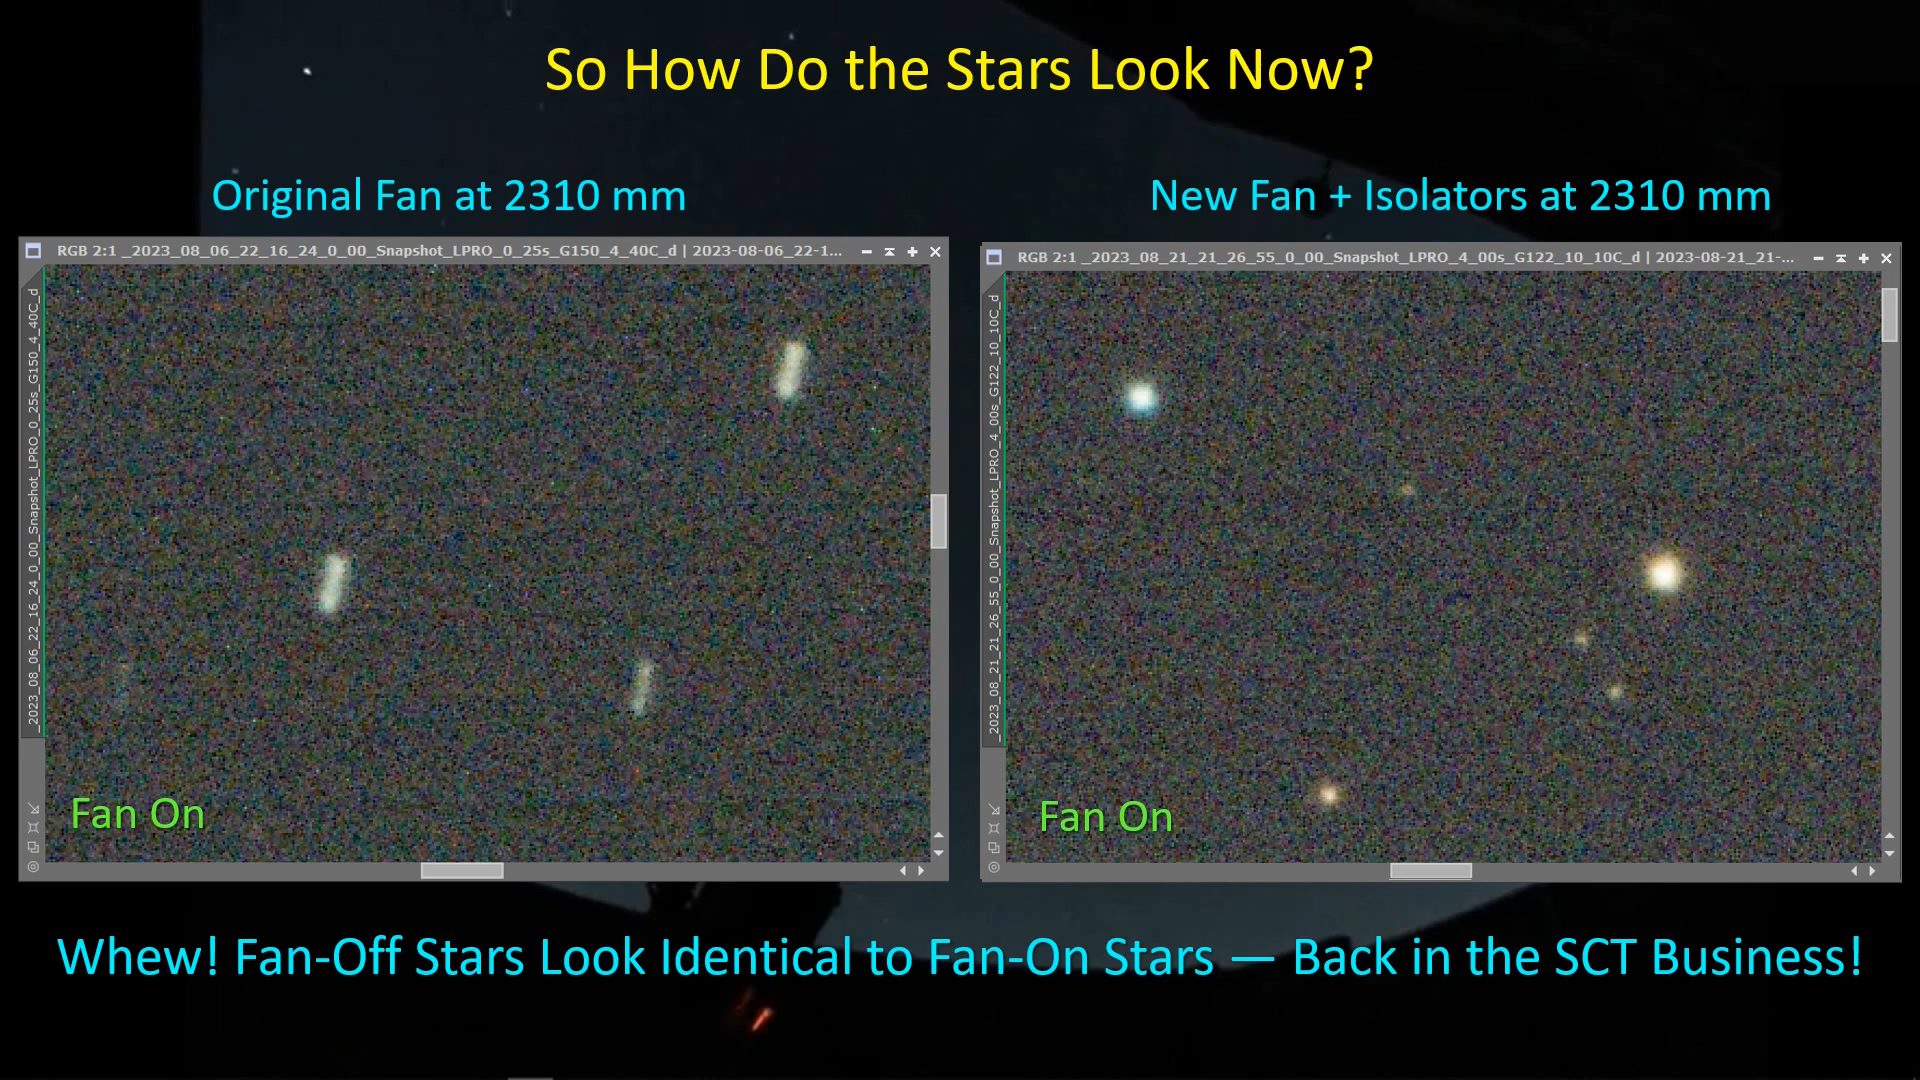 So How Do the Stars Look Now?
Original Fan at 2310 mm
New Fan + Isolators at 2310 mm
RGB 2:1 _2023_08_06_22_16_24_0_00_Snapshot_LPRO_0_25s_G150_4_40C_d | 2023-08-06_22-1...
_2023_08_06_22_16_24_0_00_Snapshot_LPRO_0_25s_G150_4_40C_d
Fan On
RGB 2:1 _2023_08_21_21_26_55_0_00_Snapshot_LPRO_4_00s_G122_10_10C_d | 2023-08-21_21-...
_2023_08_21_21_26_55_0_00_Snapshot_LPRO_4_00s_G122_10_10C_d
Fan On
Whew! Fan-Off Stars Look Identical to Fan-On Stars — Back in the SCT Business!